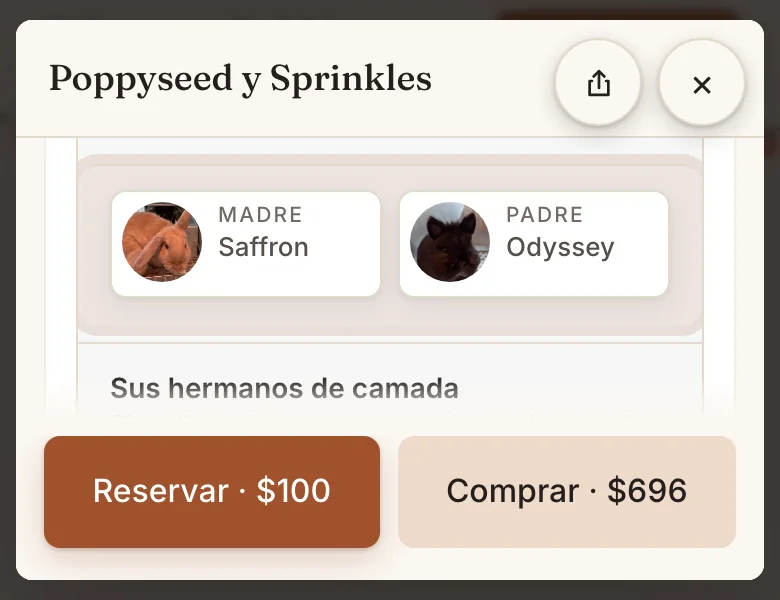 Poppyseed y Sprinkles
MADRE
Saffron
PADRE
Odyssey
Sus hermanos de camada
Reservar · $100
Comprar · $696